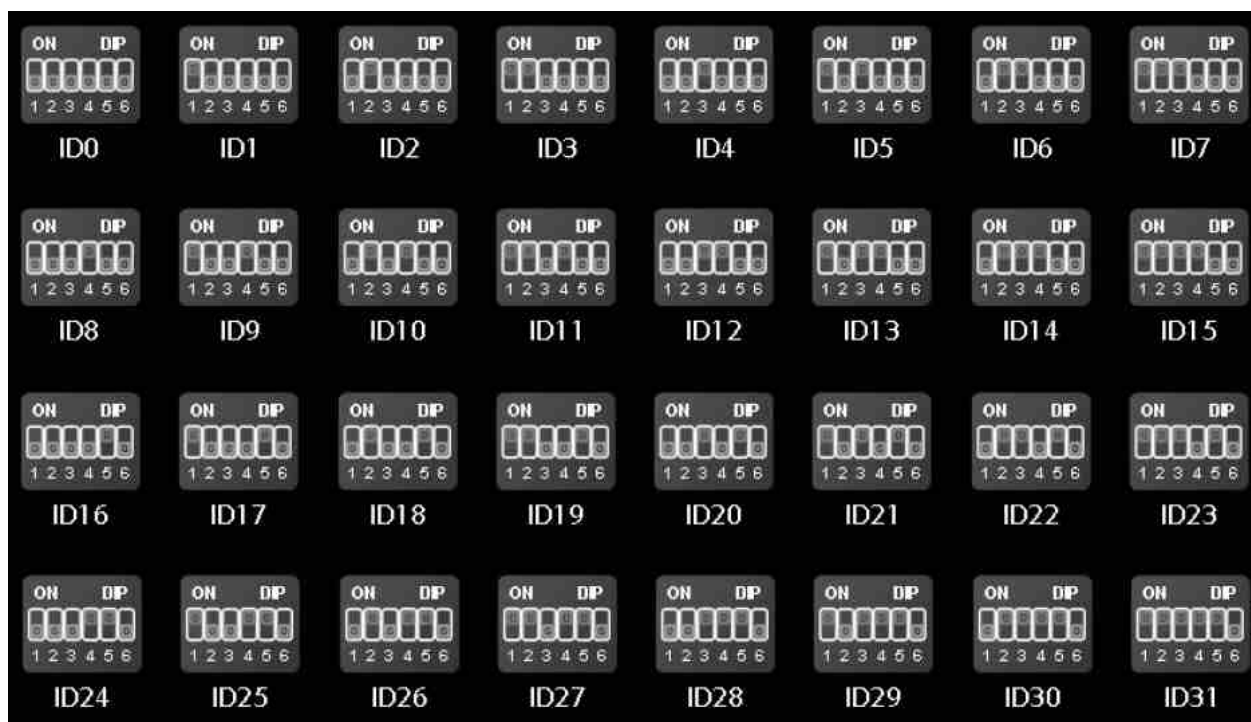 ON DIP ON DIP ON DIP ON DIP ON DIP ON DIP ON DIP ON DIP
1 2 3 4 5 6 1 2 3 4 5 6 1 2 3 4 5 6 1 2 3 4 5 6 1 2 3 4 5 6 1 2 3 4 5 6 1 2 3 4 5 6 1 2 3 4 5 6
ID0 ID1 ID2 ID3 ID4 ID5 ID6 ID7
ON DIP ON DIP ON DIP ON DIP ON DIP ON DIP ON DIP ON DIP
1 2 3 4 5 6 1 2 3 4 5 6 1 2 3 4 5 6 1 2 3 4 5 6 1 2 3 4 5 6 1 2 3 4 5 6 1 2 3 4 5 6 1 2 3 4 5 6
ID8 ID9 ID10 ID11 ID12 ID13 ID14 ID15
ON DIP ON DIP ON DIP ON DIP ON DIP ON DIP ON DIP ON DIP
1 2 3 4 5 6 1 2 3 4 5 6 1 2 3 4 5 6 1 2 3 4 5 6 1 2 3 4 5 6 1 2 3 4 5 6 1 2 3 4 5 6 1 2 3 4 5 6
ID16 ID17 ID18 ID19 ID20 ID21 ID22 ID23
ON DIP ON DIP ON DIP ON DIP ON DIP ON DIP ON DIP ON DIP
1 2 3 4 5 6 1 2 3 4 5 6 1 2 3 4 5 6 1 2 3 4 5 6 1 2 3 4 5 6 1 2 3 4 5 6 1 2 3 4 5 6 1 2 3 4 5 6
ID24 ID25 ID26 ID27 ID28 ID29 ID30 ID31